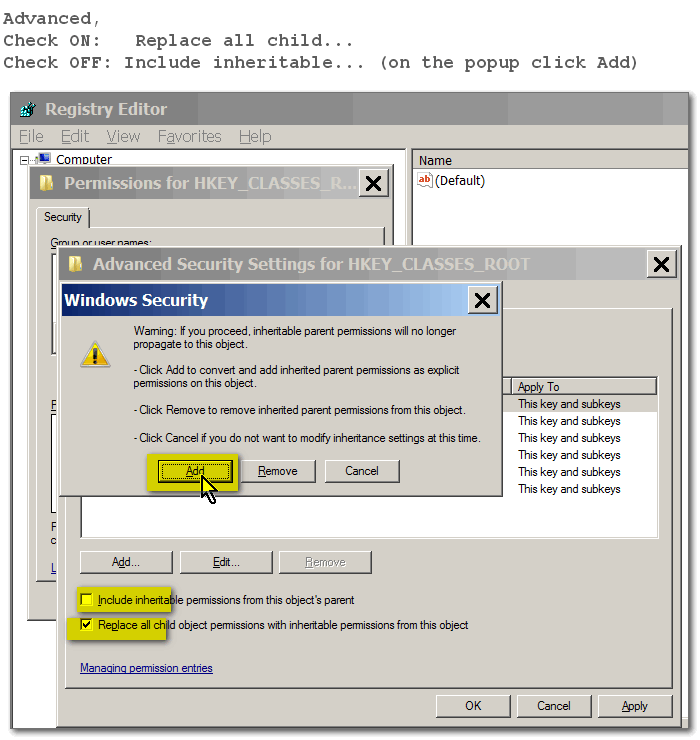 Advanced,
Check ON:   Replace all child...
Check OFF: Include inheritable... (on the popup click Add)
Registry Editor
File Edit View Favorites Help
Computer
Name
ab (Default)
Permissions for HKEY_CLASSES_R...
Security
Group or user names:
Advanced Security Settings for HKEY_CLASSES_ROOT
Windows Security
Warning: If you proceed, inheritable parent permissions will no longer
propagate to this object.
- Click Add to convert and add inherited parent permissions as explicit
permissions on this object.
- Click Remove to remove inherited parent permissions from this object.
- Click Cancel if you do not want to modify inheritance settings at this time.
Add Remove Cancel
Apply To
This key and subkeys
This key and subkeys
This key and subkeys
This key and subkeys
This key and subkeys
This key and subkeys
Add... Edit... Remove
Include inheritable permissions from this object's parent
Replace all child object permissions with inheritable permissions from this object
Managing permission entries
OK Cancel Apply